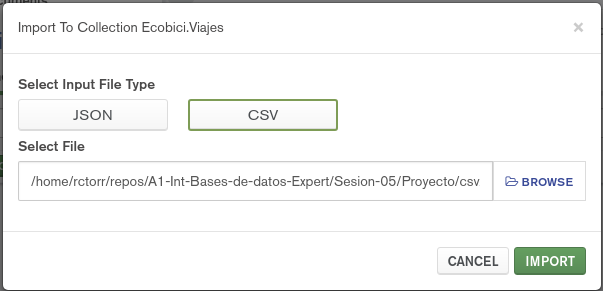 Import To Collection Ecobici.Viajes
×
Select Input File Type
JSON CSV
Select File
/home/rctorr/repos/A1-Int-Bases-de-datos-Expert/Sesion-05/Proyecto/csv BROWSE
CANCEL IMPORT